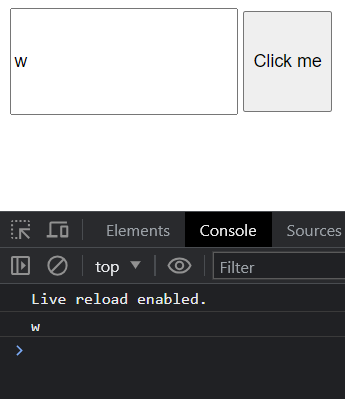 w Click me
Elements Console Sources
top Filter
Live reload enabled.
w
>